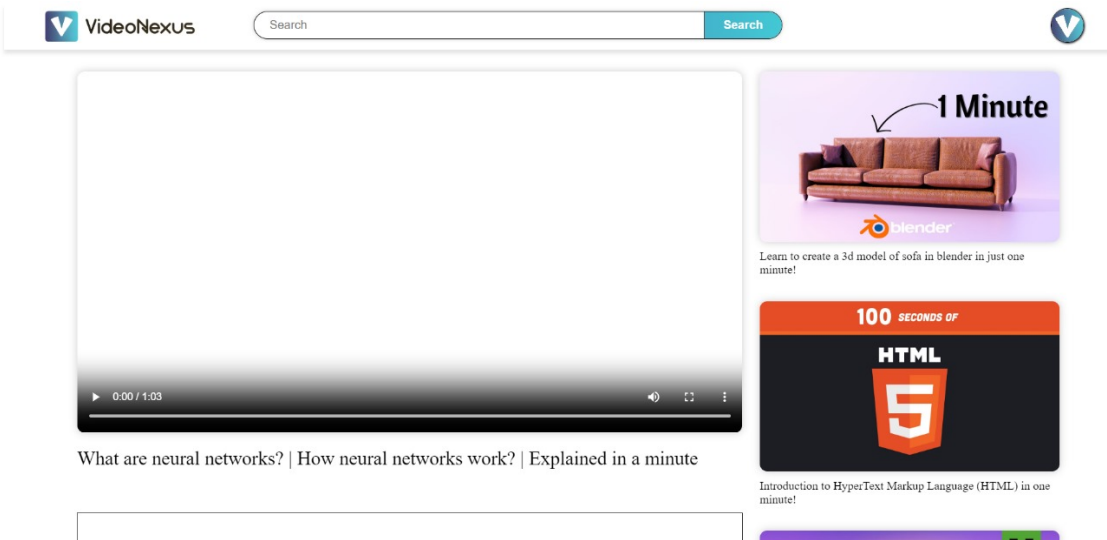 VideoNexus
Search
Search
0:00 / 1:03
What are neural networks? | How neural networks work? | Explained in a minute
1 Minute
blender
Learn to create a 3d model of sofa in blender in just one
minute!
100 SECONDS OF
HTML
5
Introduction to HyperText Markup Language (HTML) in one
minute!